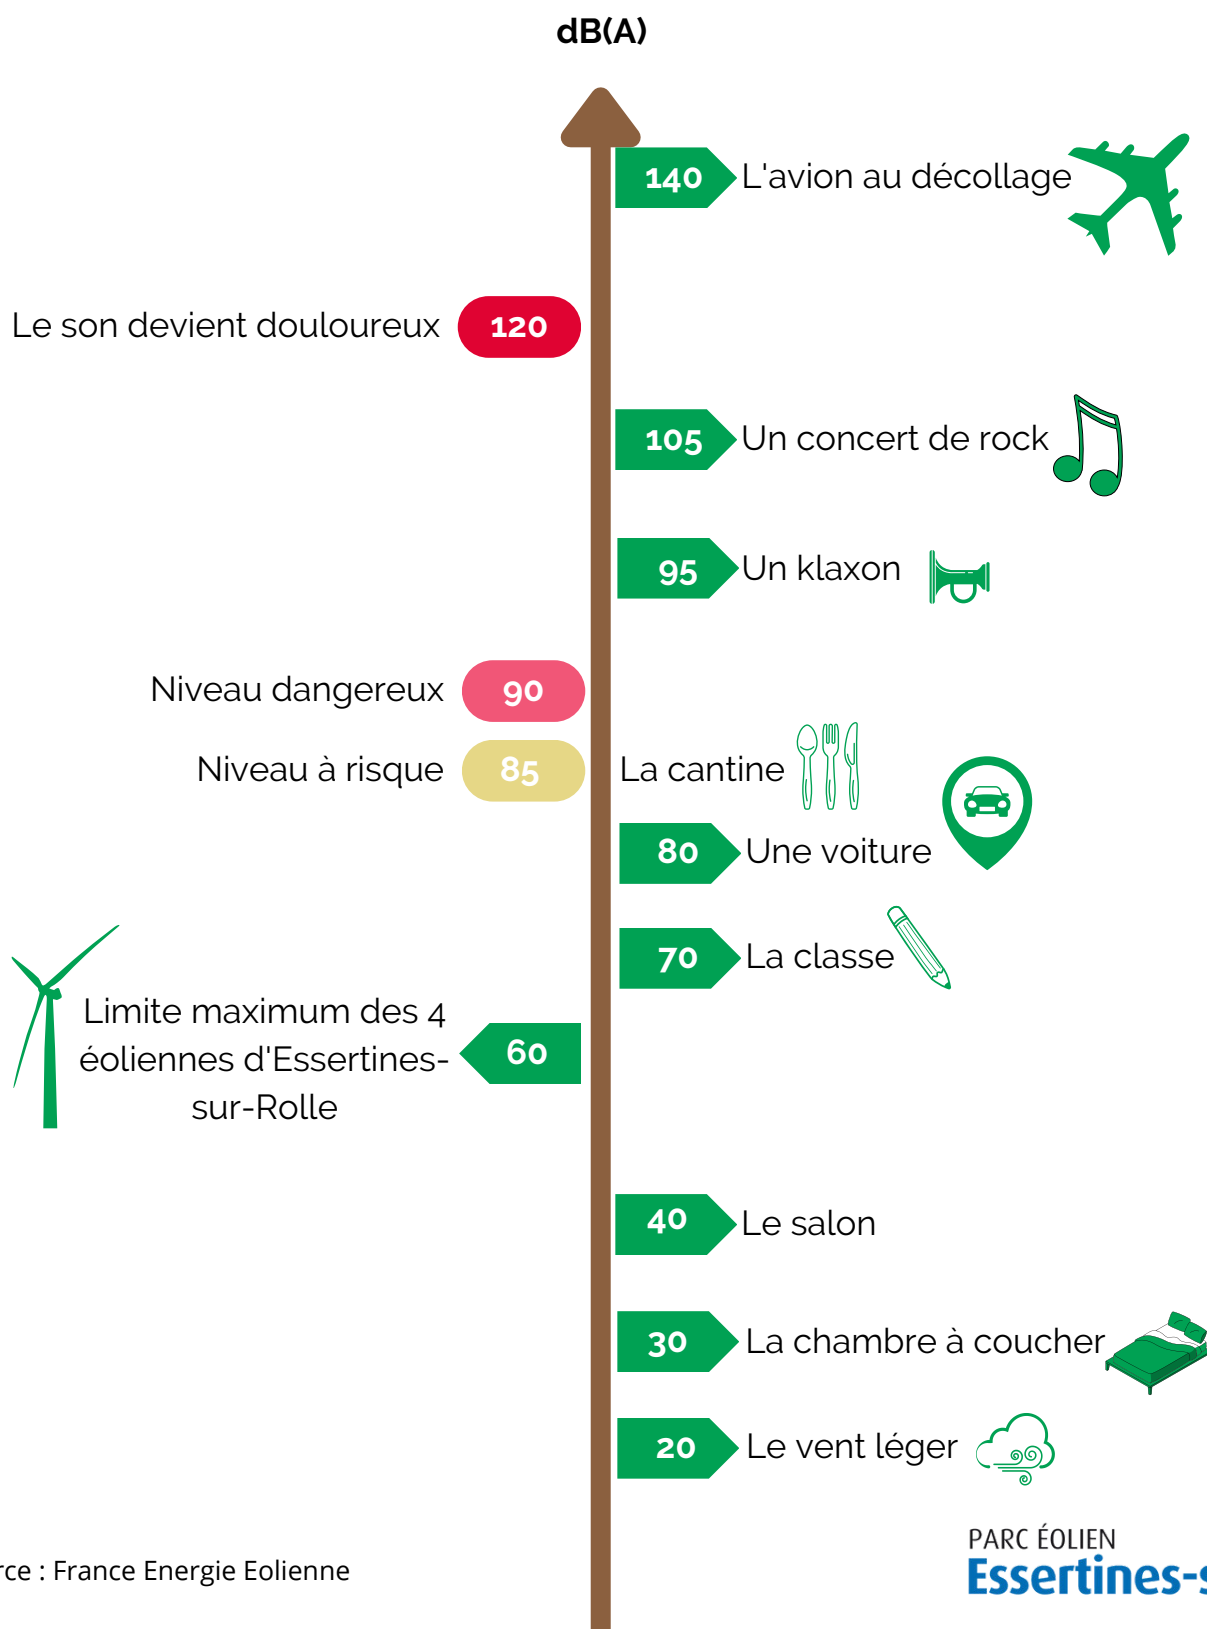 dB(A)
140 L'avion au décollage
Le son devient douloureux 120
105 Un concert de rock
95 Un klaxon
Niveau dangereux 90
Niveau à risque 85 La cantine
80 Une voiture
70 La classe
Limite maximum des 4
éoliennes d'Essertines-
sur-Rolle
60
40 Le salon
30 La chambre à coucher
20 Le vent léger
PARC ÉOLIEN
Essertines-s
rce : France Energie Eolienne